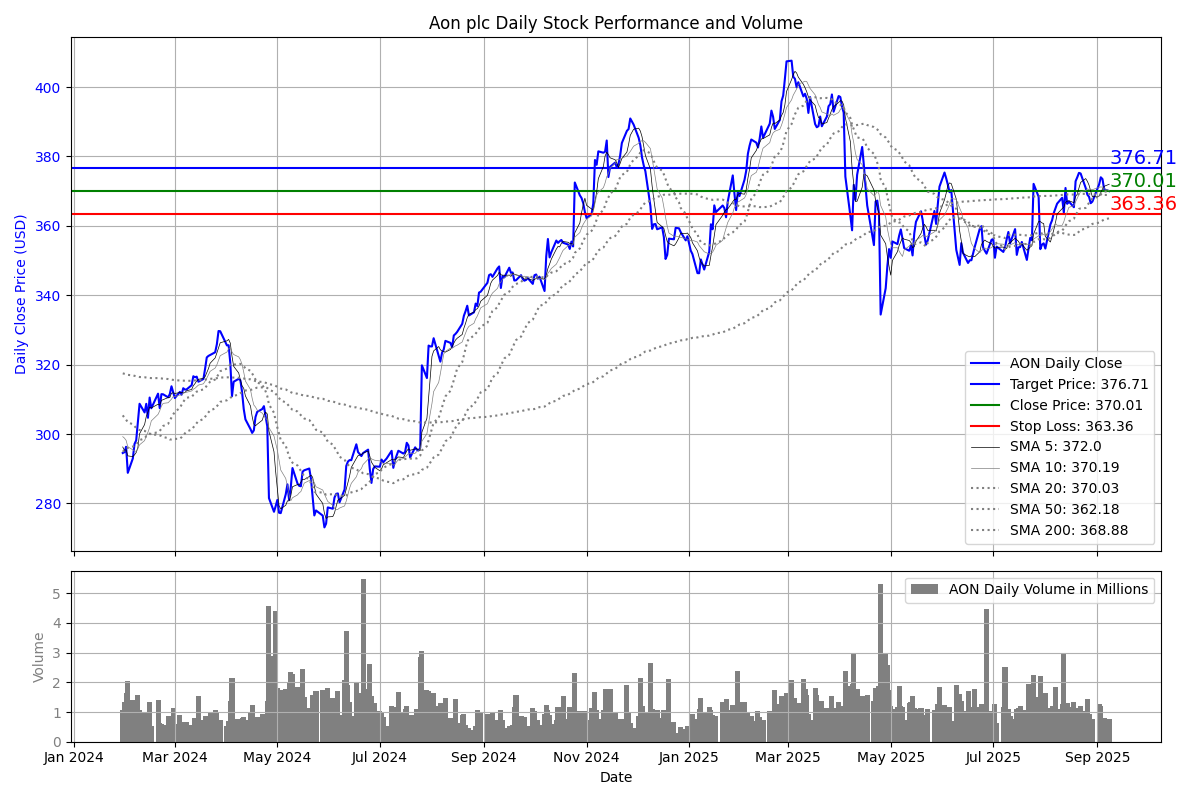 Aon plc Daily Stock Performance and Volume
Daily Close Price (USD)
400
380
360
340
320
300
280
376.71
370.01
363.36
AON Daily Close
Target Price: 376.71
Close Price: 370.01
Stop Loss: 363.36
SMA 5: 372.0
SMA 10: 370.19
SMA 20: 370.03
SMA 50: 362.18
SMA 200: 368.88
Volume
5
4
3
2
1
0
AON Daily Volume in Millions
Jan 2024 Mar 2024 May 2024 Jul 2024 Sep 2024 Nov 2024 Jan 2025 Mar 2025 May 2025 Jul 2025 Sep 2025
Date